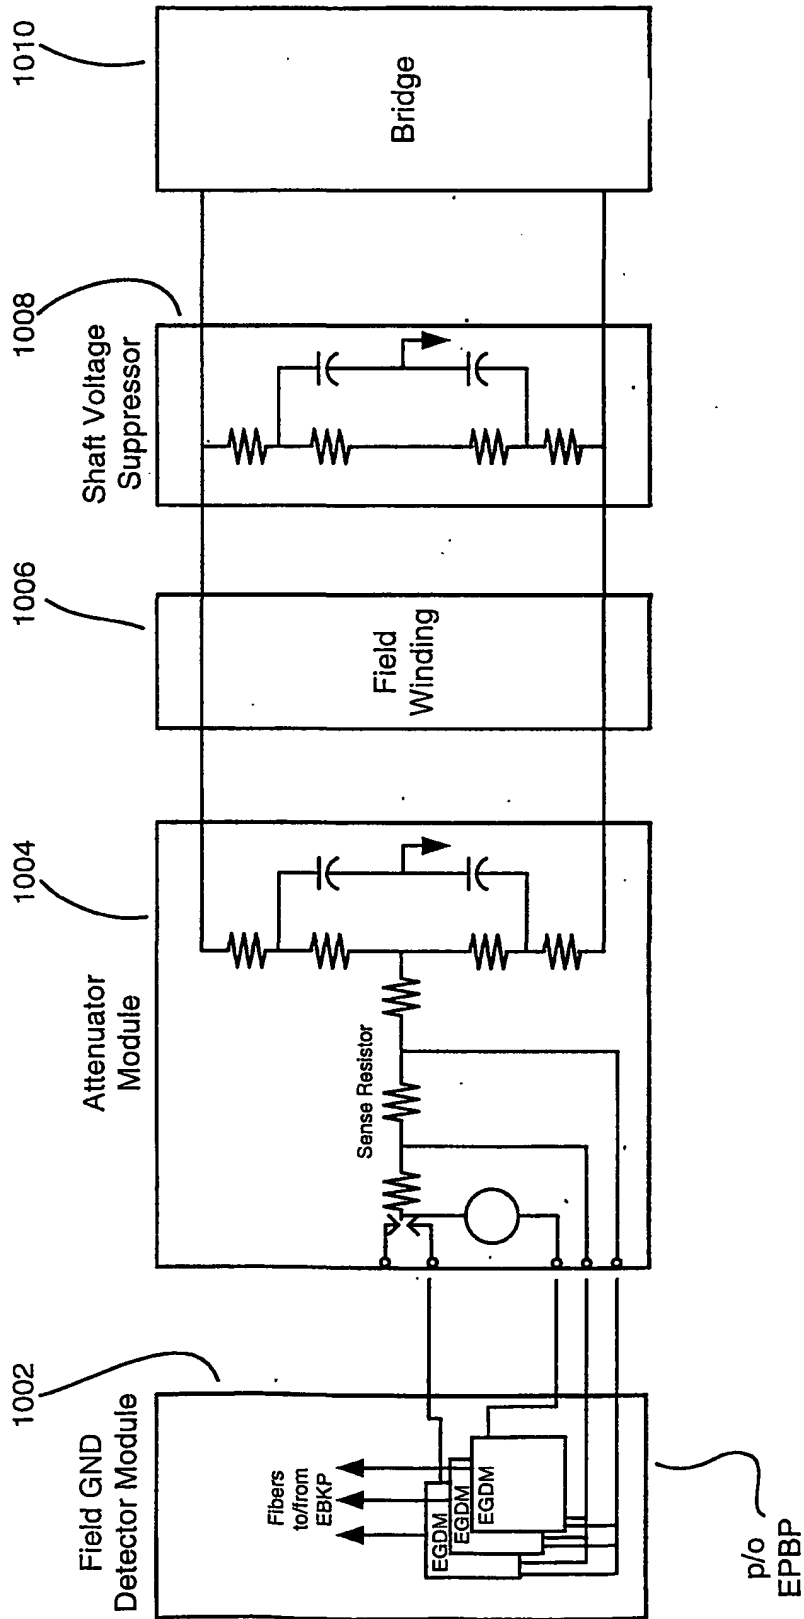 1002
Field GND
Detector Module
Fibers
to/from
EBKP
EGDM
EGDM
EGDM
p/o
EPBP
1004
Attenuator
Module
Sense Resistor
1006
Field
Winding
1008
Shaft Voltage
Suppressor
1010
Bridge